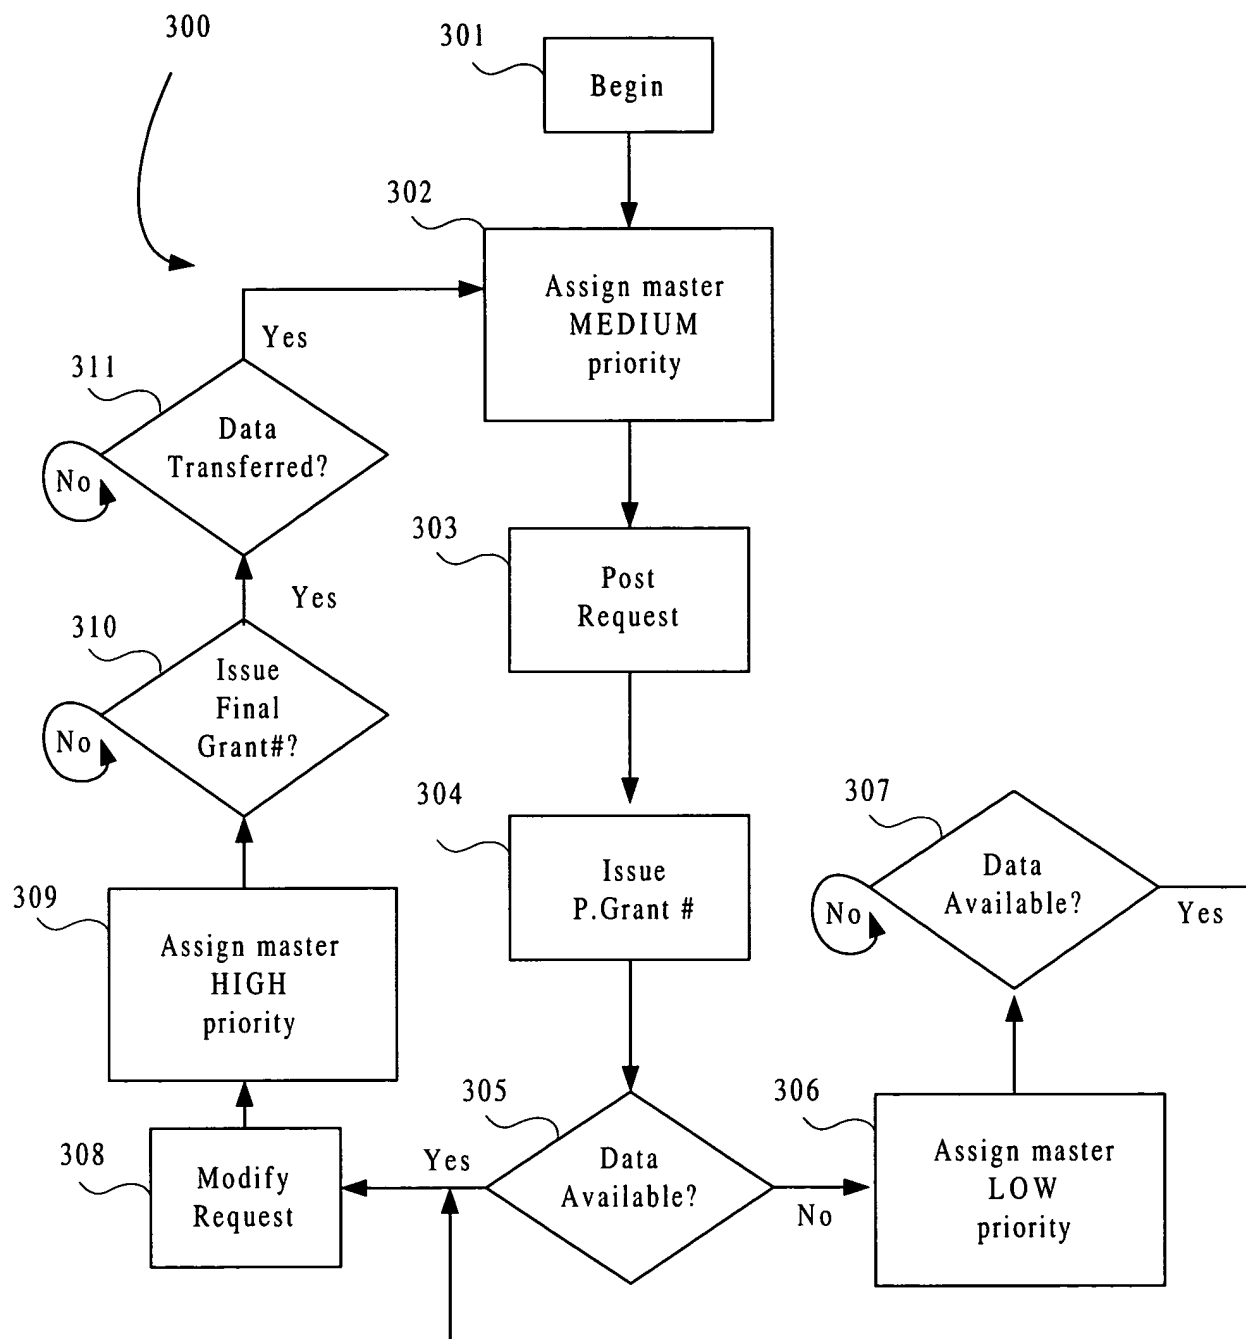 300
301
Begin
302
Assign master
MEDIUM
priority
Yes
311
Data
Transferred?
No
303
Post
Request
Yes
310
Issue
Final
Grant#?
No
304
Issue
P.Grant #
307
Data
Available?
No
Yes
309
Assign master
HIGH
priority
305
Data
Available?
Yes
No
306
Assign master
LOW
priority
308
Modify
Request